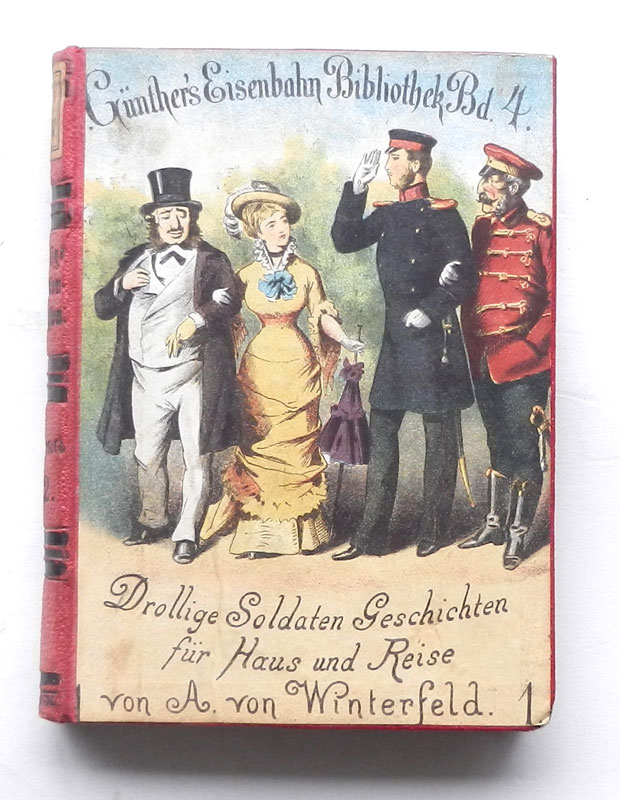 Günther's Eisenbahn Bibliothek Bd. 4.
Drollige Soldaten Geschichten
für Haus und Reise
von A. von Winterfeld. 1